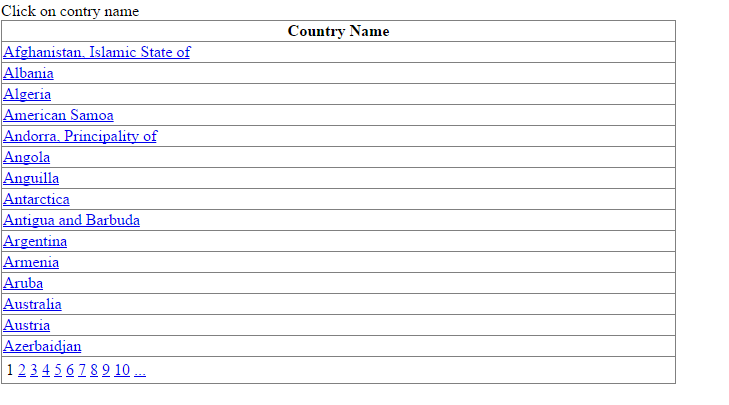 Click on contry name
Country Name
Afghanistan, Islamic State of
Albania
Algeria
American Samoa
Andorra, Principality of
Angola
Anguilla
Antarctica
Antigua and Barbuda
Argentina
Armenia
Aruba
Australia
Austria
Azerbaidjan
1 2 3 4 5 6 7 8 9 10 ...